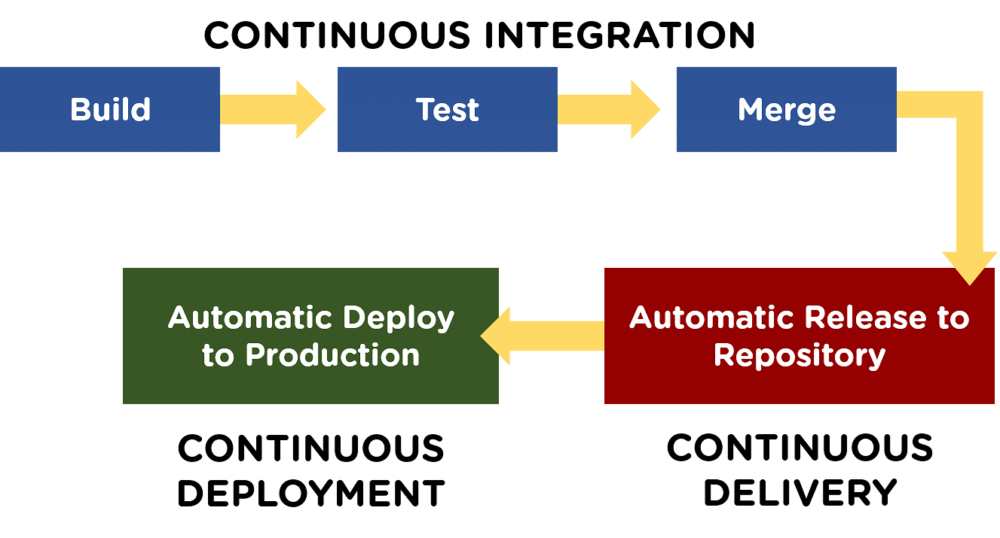 CONTINUOUS INTEGRATION
Build
Test
Merge
Automatic Release to
Repository
CONTINUOUS
DELIVERY
Automatic Deploy
to Production
CONTINUOUS
DEPLOYMENT